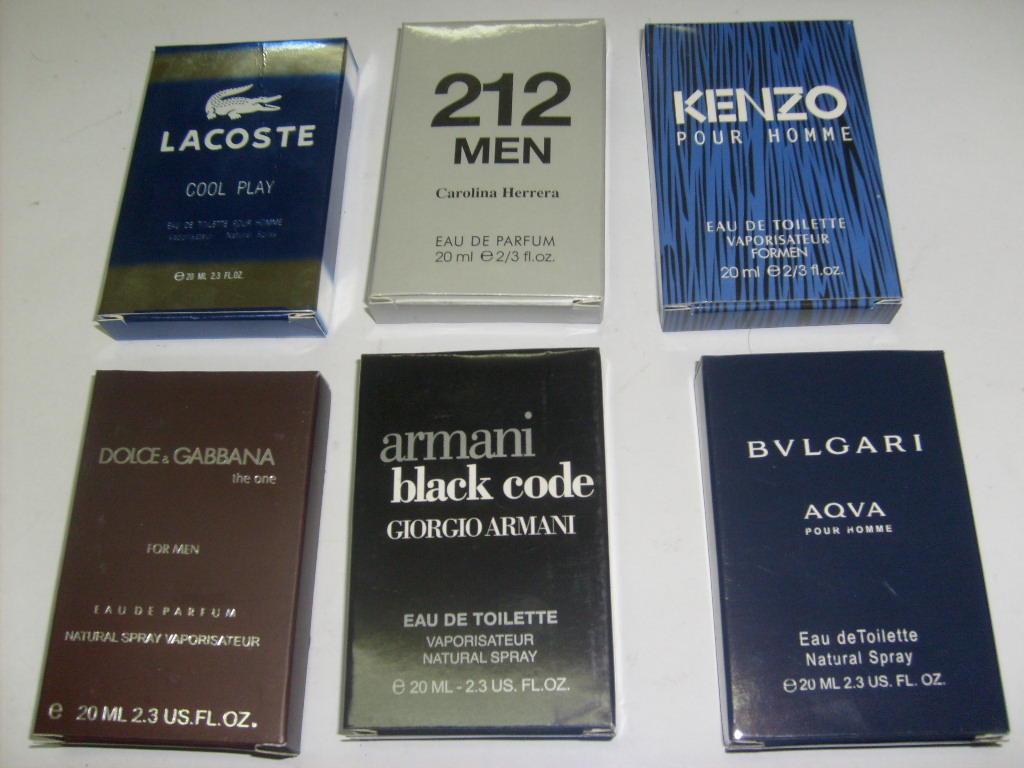 LACOSTE
COOL PLAY
EAU DE TOILETTE POUR HOMME
Vaporisateur Natural Spray
e 20 ML 2.3 FL.OZ.
212
MEN
Carolina Herrera
EAU DE PARFUM
20 ml e 2/3 fl.oz.
KENZO
POUR HOMME
EAU DE TOILETTE
VAPORISATEUR
FORMEN
20 ml e 2/3 fl.oz.
DOLCE & GABBANA
the one
FOR MEN
EAU DE PARFUM
NATURAL SPRAY VAPORISATEUR
e 20 ML 2.3 US.FL.OZ.
armani
black code
GIORGIO ARMANI
EAU DE TOILETTE
VAPORISATEUR
NATURAL SPRAY
e 20 ML - 2.3 US. FL.OZ.
BVLGARI
AQVA
POUR HOMME
Eau deToilette
Natural Spray
e 20 ML 2.3 US. FL. OZ.